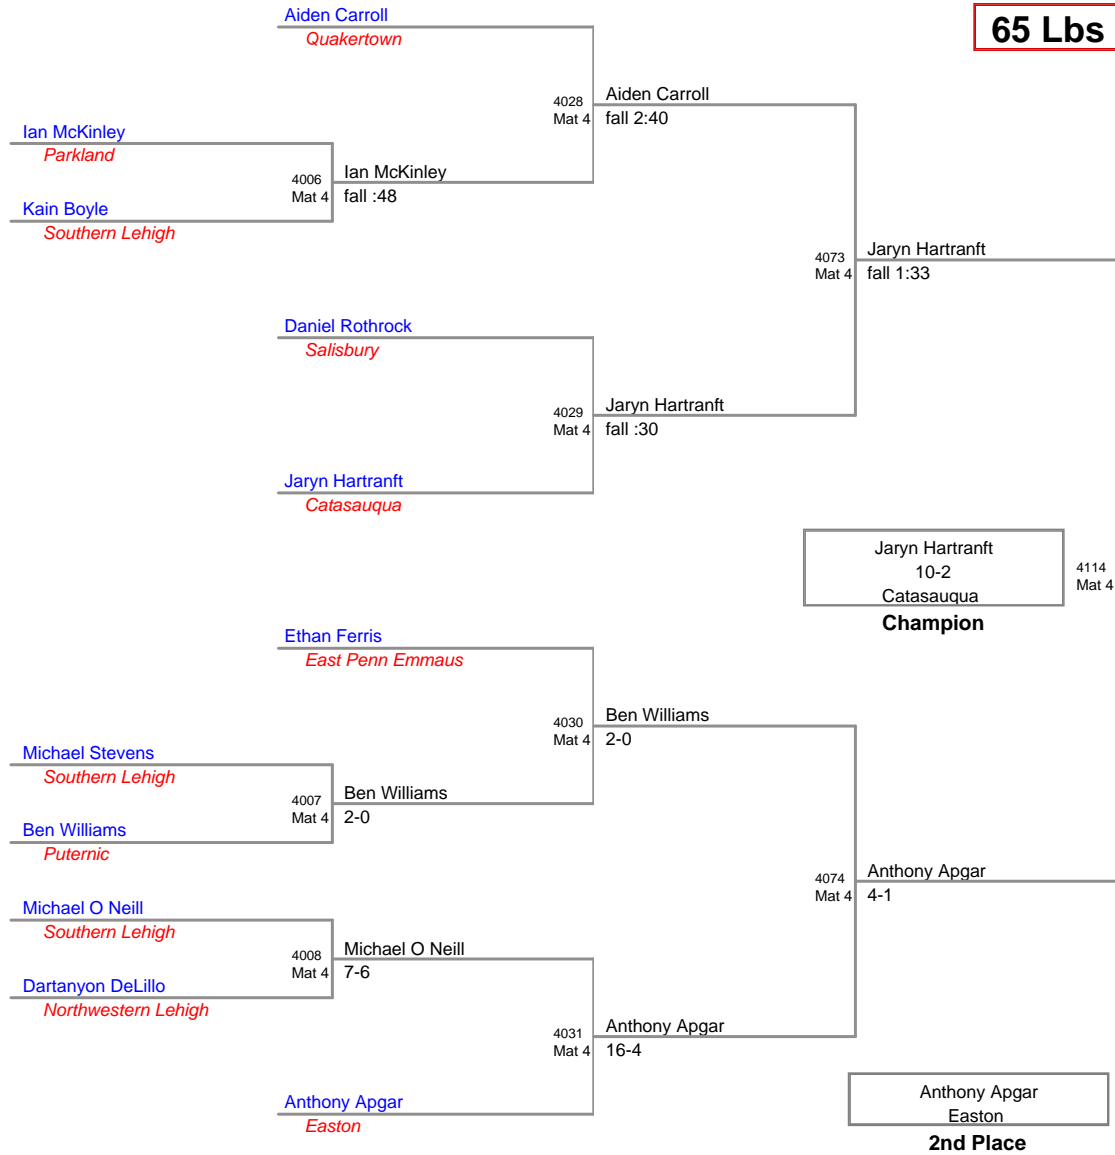 65 Lbs
Aiden Carroll
Quakertown
4028
Mat 4
Aiden Carroll
fall 2:40
Ian McKinley
Parkland
4006
Mat 4
Ian McKinley
fall :48
Kain Boyle
Southern Lehigh
4073
Mat 4
Jaryn Hartranft
fall 1:33
Daniel Rothrock
Salisbury
4029
Mat 4
Jaryn Hartranft
fall :30
Jaryn Hartranft
Catasauqua
Jaryn Hartranft
10-2
Catasauqua
Champion
4114
Mat 4
Ethan Ferris
East Penn Emmaus
4030
Mat 4
Ben Williams
2-0
Michael Stevens
Southern Lehigh
4007
Mat 4
Ben Williams
2-0
Ben Williams
Puternic
4074
Mat 4
Anthony Apgar
4-1
Michael O Neill
Southern Lehigh
4008
Mat 4
Michael O Neill
7-6
Dartanyon DeLillo
Northwestern Lehigh
4031
Mat 4
Anthony Apgar
16-4
Anthony Apgar
Easton
Anthony Apgar
Easton
2nd Place